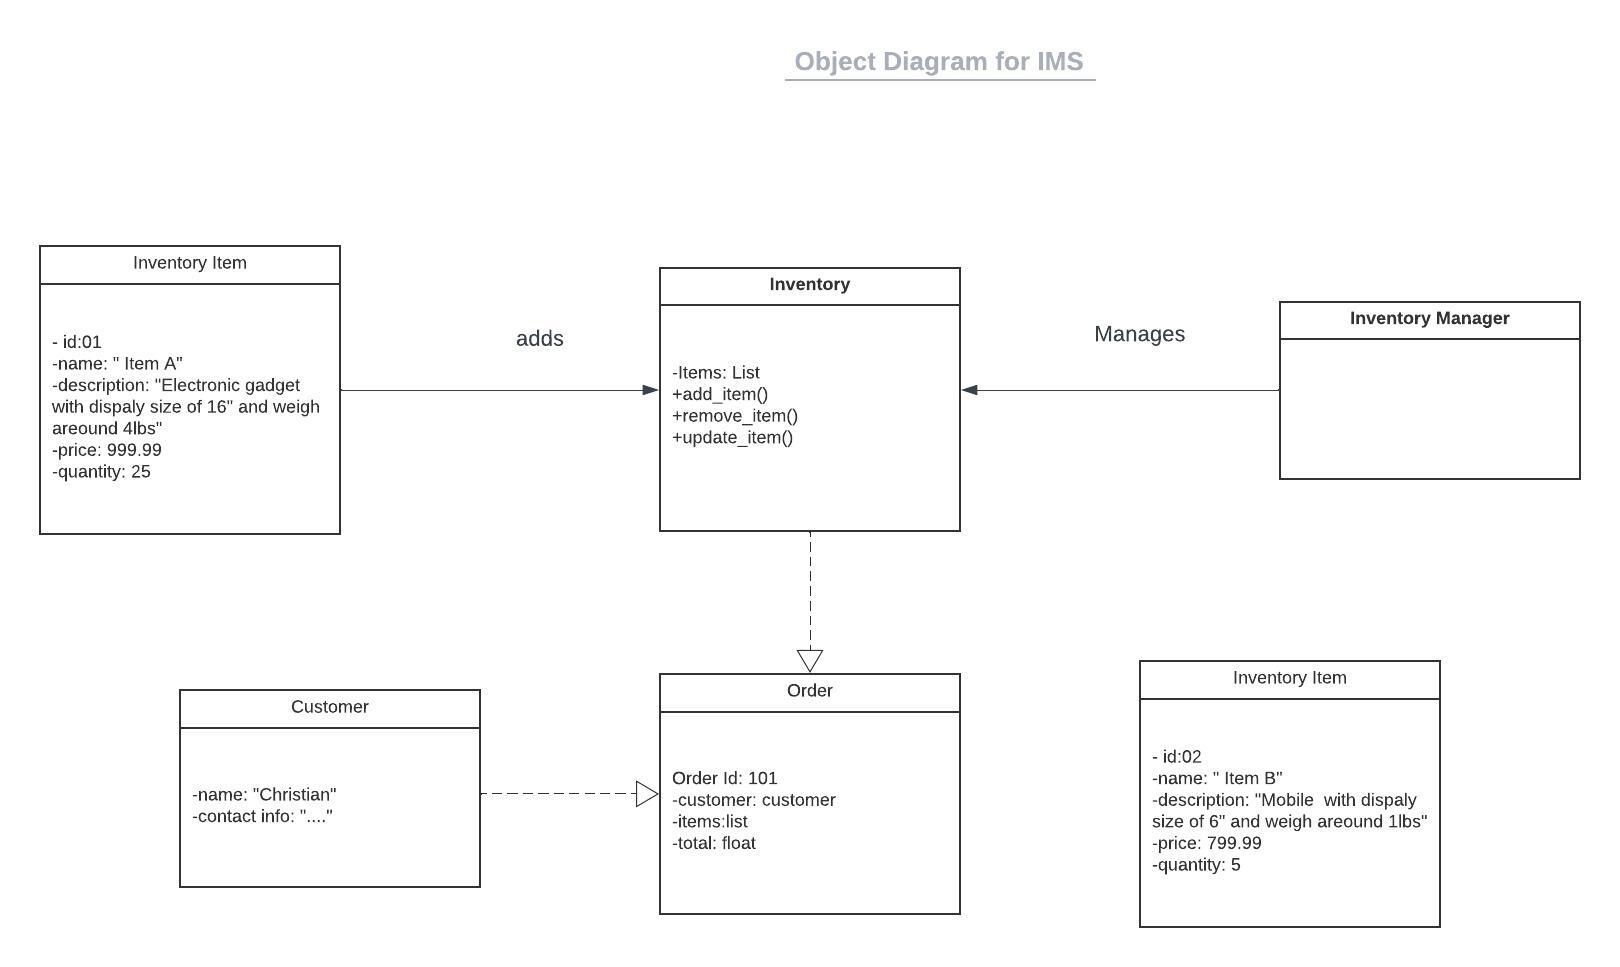 Object Diagram for IMS
Inventory Item
- id:01
-name: " Item A"
-description: "Electronic gadget
with dispaly size of 16" and weigh
areound 4lbs"
-price: 999.99
-quantity: 25
adds
Inventory
-Items: List
+add_item()
+remove_item()
+update_item()
Manages
Inventory Manager
Customer
-name: "Christian"
-contact info: "...."
Order
Order Id: 101
-customer: customer
-items:list
-total: float
Inventory Item
- id:02
-name: " Item B"
-description: "Mobile  with dispaly
size of 6" and weigh areound 1lbs"
-price: 799.99
-quantity: 5